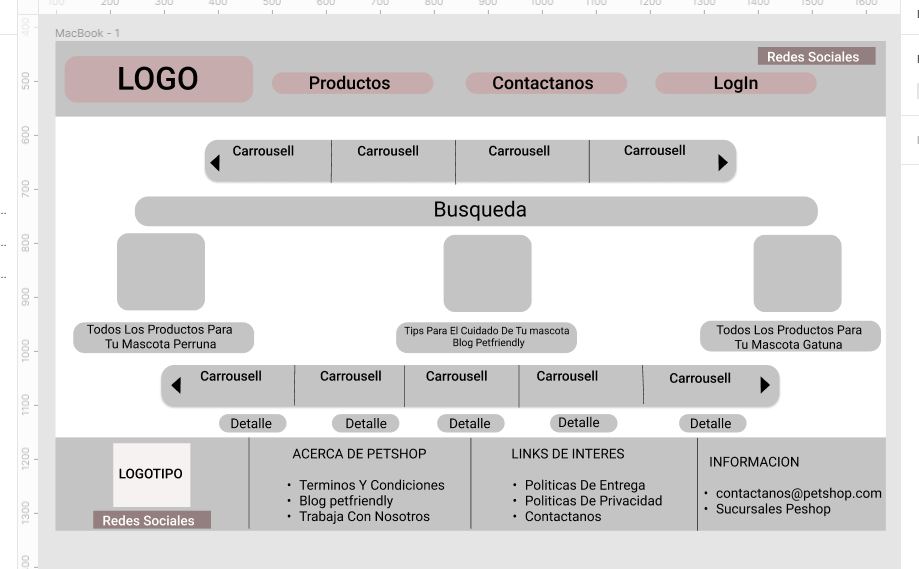 100 200 300 400 500 600 700 800 900 1000 1100 1200 1300 1400 1500 1600
400
MacBook - 1
Redes Sociales
500
LOGO
Productos
Contactanos
LogIn
600
Carrousell
Carrousell
Carrousell
Carrousell
700
Busqueda
800
900
Todos Los Productos Para
Tu Mascota Perruna
Tips Para El Cuidado De Tu mascota
Blog Petfriendly
Todos Los Productos Para
Tu Mascota Gatuna
1000
Carrousell
Carrousell
Carrousell
Carrousell
Carrousell
1100
Detalle
Detalle
Detalle
Detalle
Detalle
1200
LOGOTIPO
Redes Sociales
ACERCA DE PETSHOP
• Terminos Y Condiciones
• Blog petfriendly
• Trabaja Con Nosotros
LINKS DE INTERES
• Politicas De Entrega
• Politicas De Privacidad
• Contactanos
INFORMACION
• contactanos@petshop.com
• Sucursales Peshop
1300